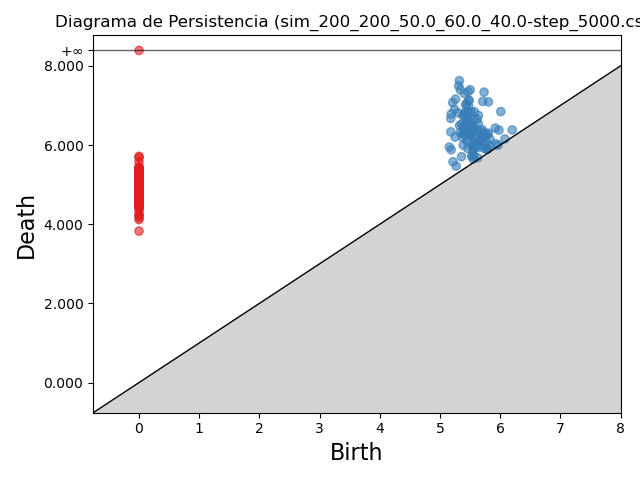 Diagrama de Persistencia (sim_200_200_50.0_60.0_40.0-step_5000.cs
+∞
8.000
6.000
4.000
2.000
0.000
Death
0 1 2 3 4 5 6 7 8
Birth